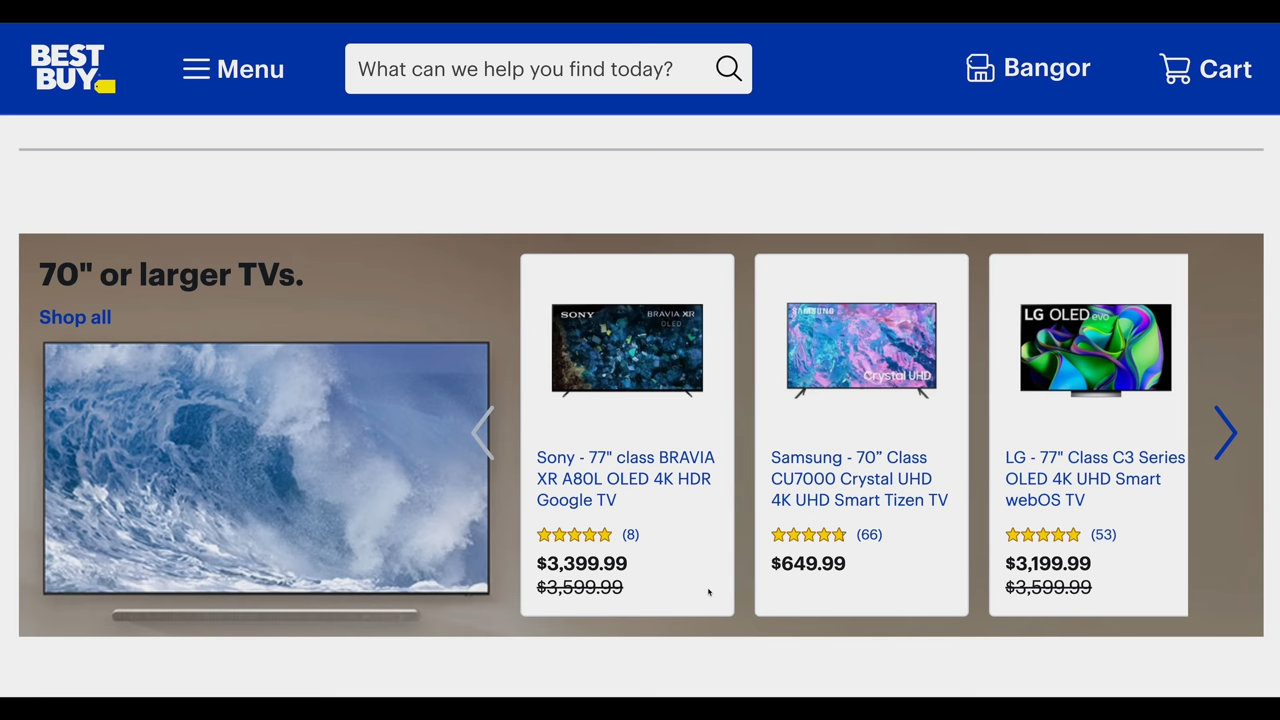 BEST
BUY
Menu
What can we help you find today?
Bangor
Cart
70" or larger TVs.
Shop all
SONY
BRAVIA XR
OLED
Sony - 77" class BRAVIA
XR A80L OLED 4K HDR
Google TV
(8)
$3,399.99
$3,599.99
SAMSUNG
Crystal UHD
Samsung - 70” Class
CU7000 Crystal UHD
4K UHD Smart Tizen TV
(66)
$649.99
LG OLED evo
LG - 77" Class C3 Series
OLED 4K UHD Smart
webOS TV
(53)
$3,199.99
$3,599.99